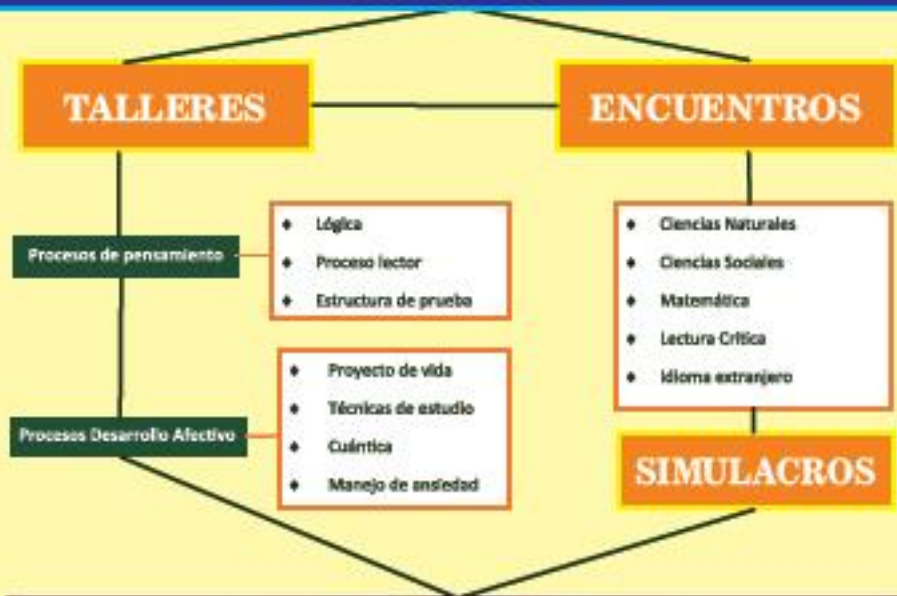 TALLERES
Procesos de pensamiento
Lógica
Proceso lector
Estructura de prueba
Procesos Desarrollo Afectivo
Proyecto de vida
Técnicas de estudio
Cuántica
Manejo de ansiedad
ENCUENTROS
Ciencias Naturales
Ciencias Sociales
Matemática
Lectura Crítica
Idioma extranjero
SIMULACROS